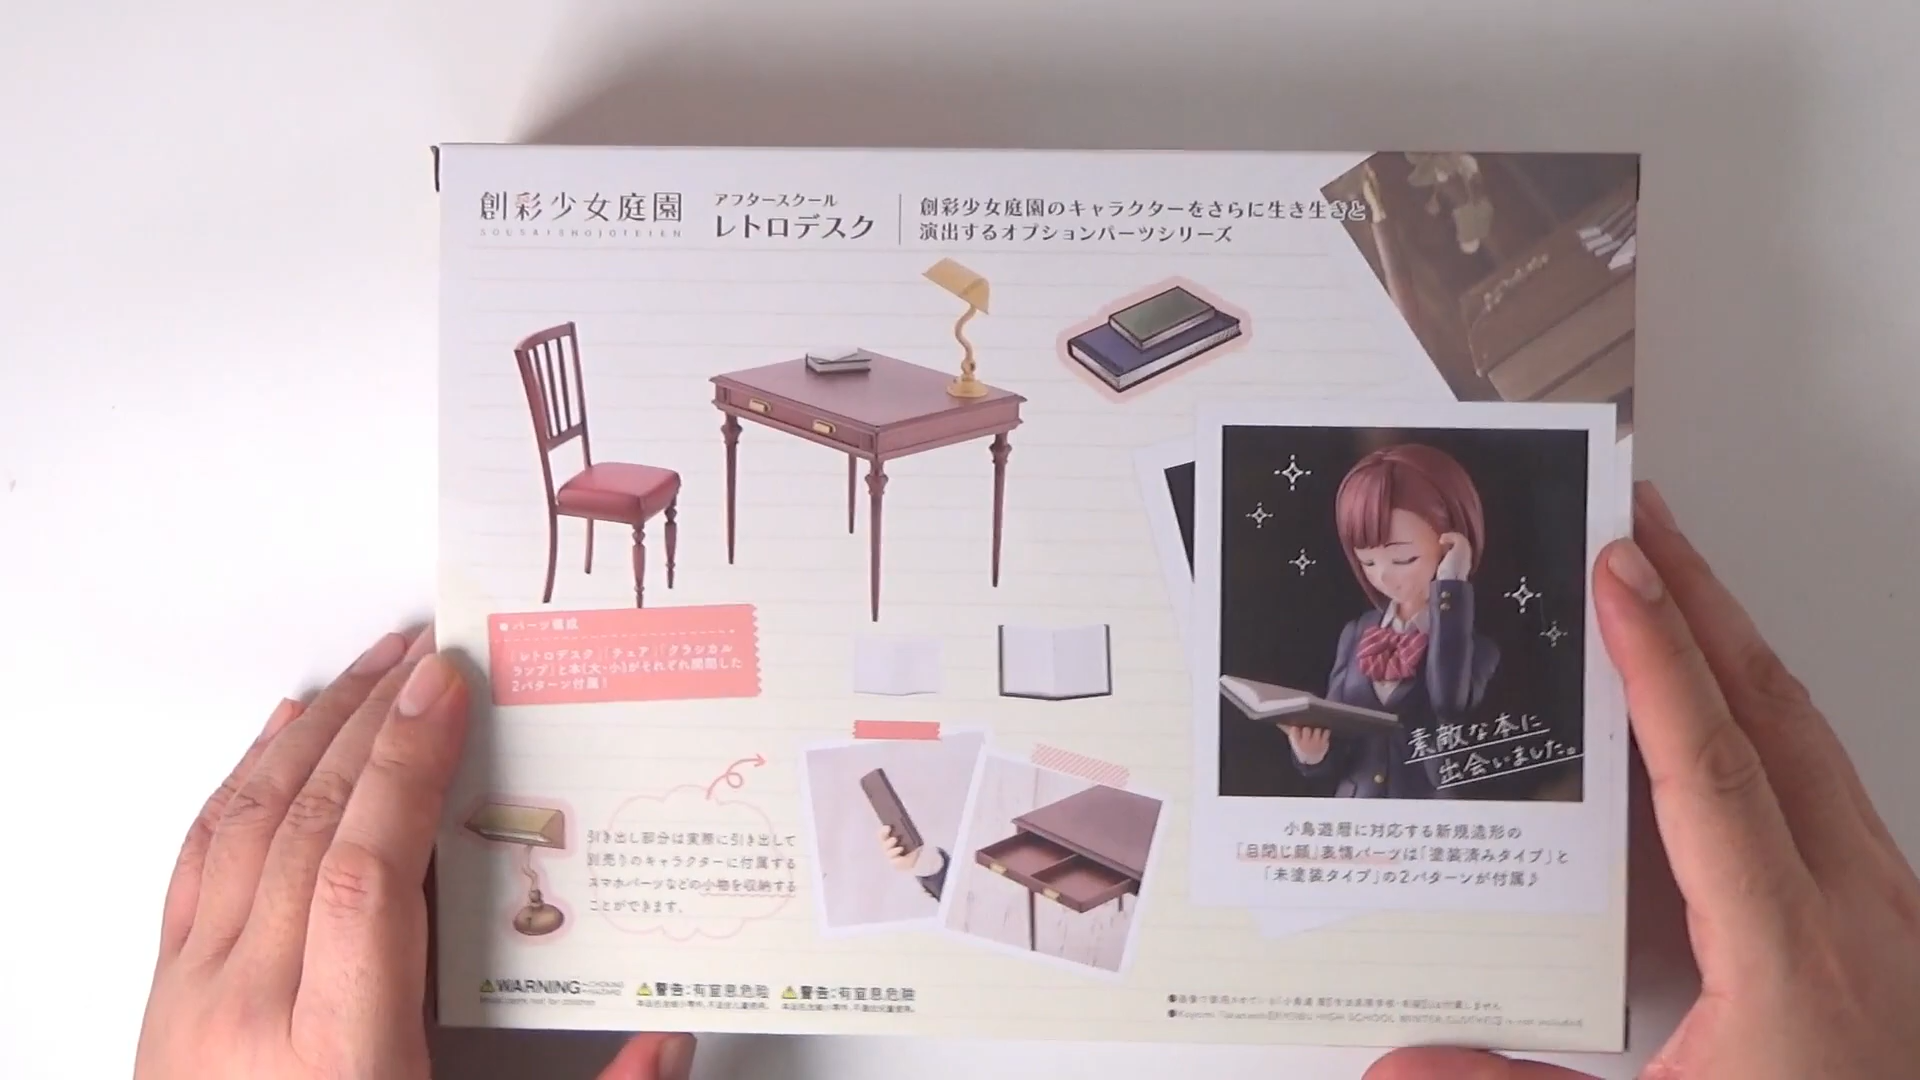 創彩少女庭園
SOUSAISHOJOTEIEN
アフタースクール
レトロデスク
創彩少女庭園のキャラクターをさらに生き生きと
演出するオプションパーツシリーズ
●パーツ構成
「レトロデスク」「チェア」「クラシカル
ランプ」と本(大・小)がそれぞれ開閉した
2パターン付属!
素敵な本に
出会いました。
小鳥遊暦に対応する新規造形の
「目閉じ顔」表情パーツは「塗装済みタイプ」と
「未塗装タイプ」の2パターンが付属♪
引き出し部分は実際に引き出して
別売りのキャラクターに付属する
スマホパーツなどの小物を収納する
ことができます。
WARNING-CHOKING HAZARD
警告:有窒息危險
警告:有窒息危險